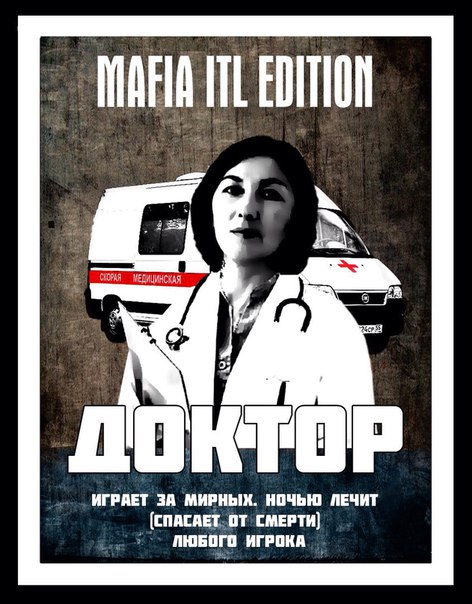 MAFIA ITL EDITION
СКОРАЯ МЕДИЦИНСКАЯ
ДОКТОР
ИГРАЕТ ЗА МИРНЫХ. НОЧЬЮ ЛЕЧИТ
(СПАСАЕТ ОТ СМЕРТИ)
ЛЮБОГО ИГРОКА